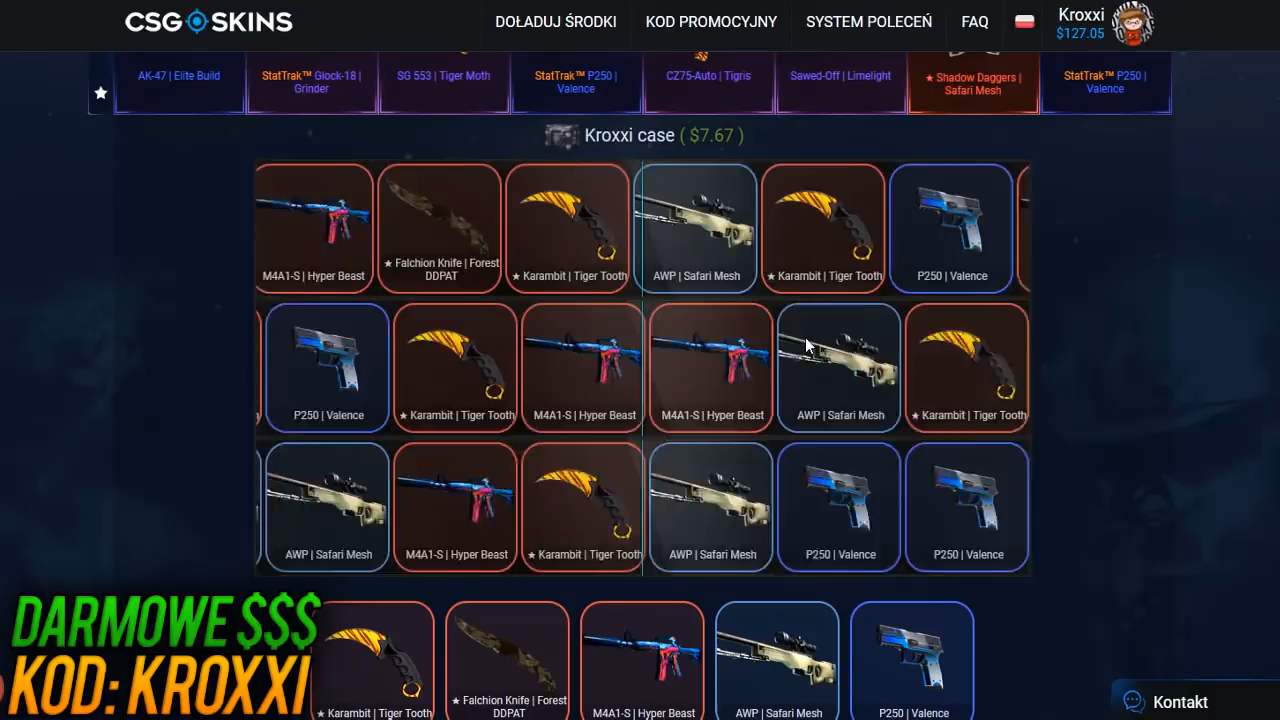 CSG SKINS
DOŁADUJ ŚRODKI
KOD PROMOCYJNY
SYSTEM POLECEŃ
FAQ
Kroxxi
$127.05
AK-47 | Elite Build
StatTrak™ Glock-18 |
Grinder
SG 553 | Tiger Moth
StatTrak™ P250 |
Valence
CZ75-Auto | Tigris
Sawed-Off | Limelight
★ Shadow Daggers |
Safari Mesh
StatTrak™ P250 |
Valence
Kroxxi case ( $7.67 )
M4A1-S | Hyper Beast
★ Falchion Knife | Forest
DDPAT
★ Karambit | Tiger Tooth
AWP | Safari Mesh
★ Karambit | Tiger Tooth
P250 | Valence
P250 | Valence
★ Karambit | Tiger Tooth
M4A1-S | Hyper Beast
M4A1-S | Hyper Beast
AWP | Safari Mesh
★ Karambit | Tiger Tooth
AWP | Safari Mesh
M4A1-S | Hyper Beast
★ Karambit | Tiger Tooth
AWP | Safari Mesh
P250 | Valence
P250 | Valence
★ Karambit | Tiger Tooth
★ Falchion Knife | Forest
DDPAT
M4A1-S | Hyper Beast
AWP | Safari Mesh
P250 | Valence
DARMOWE $$$
KOD: KROXXI
Kontakt